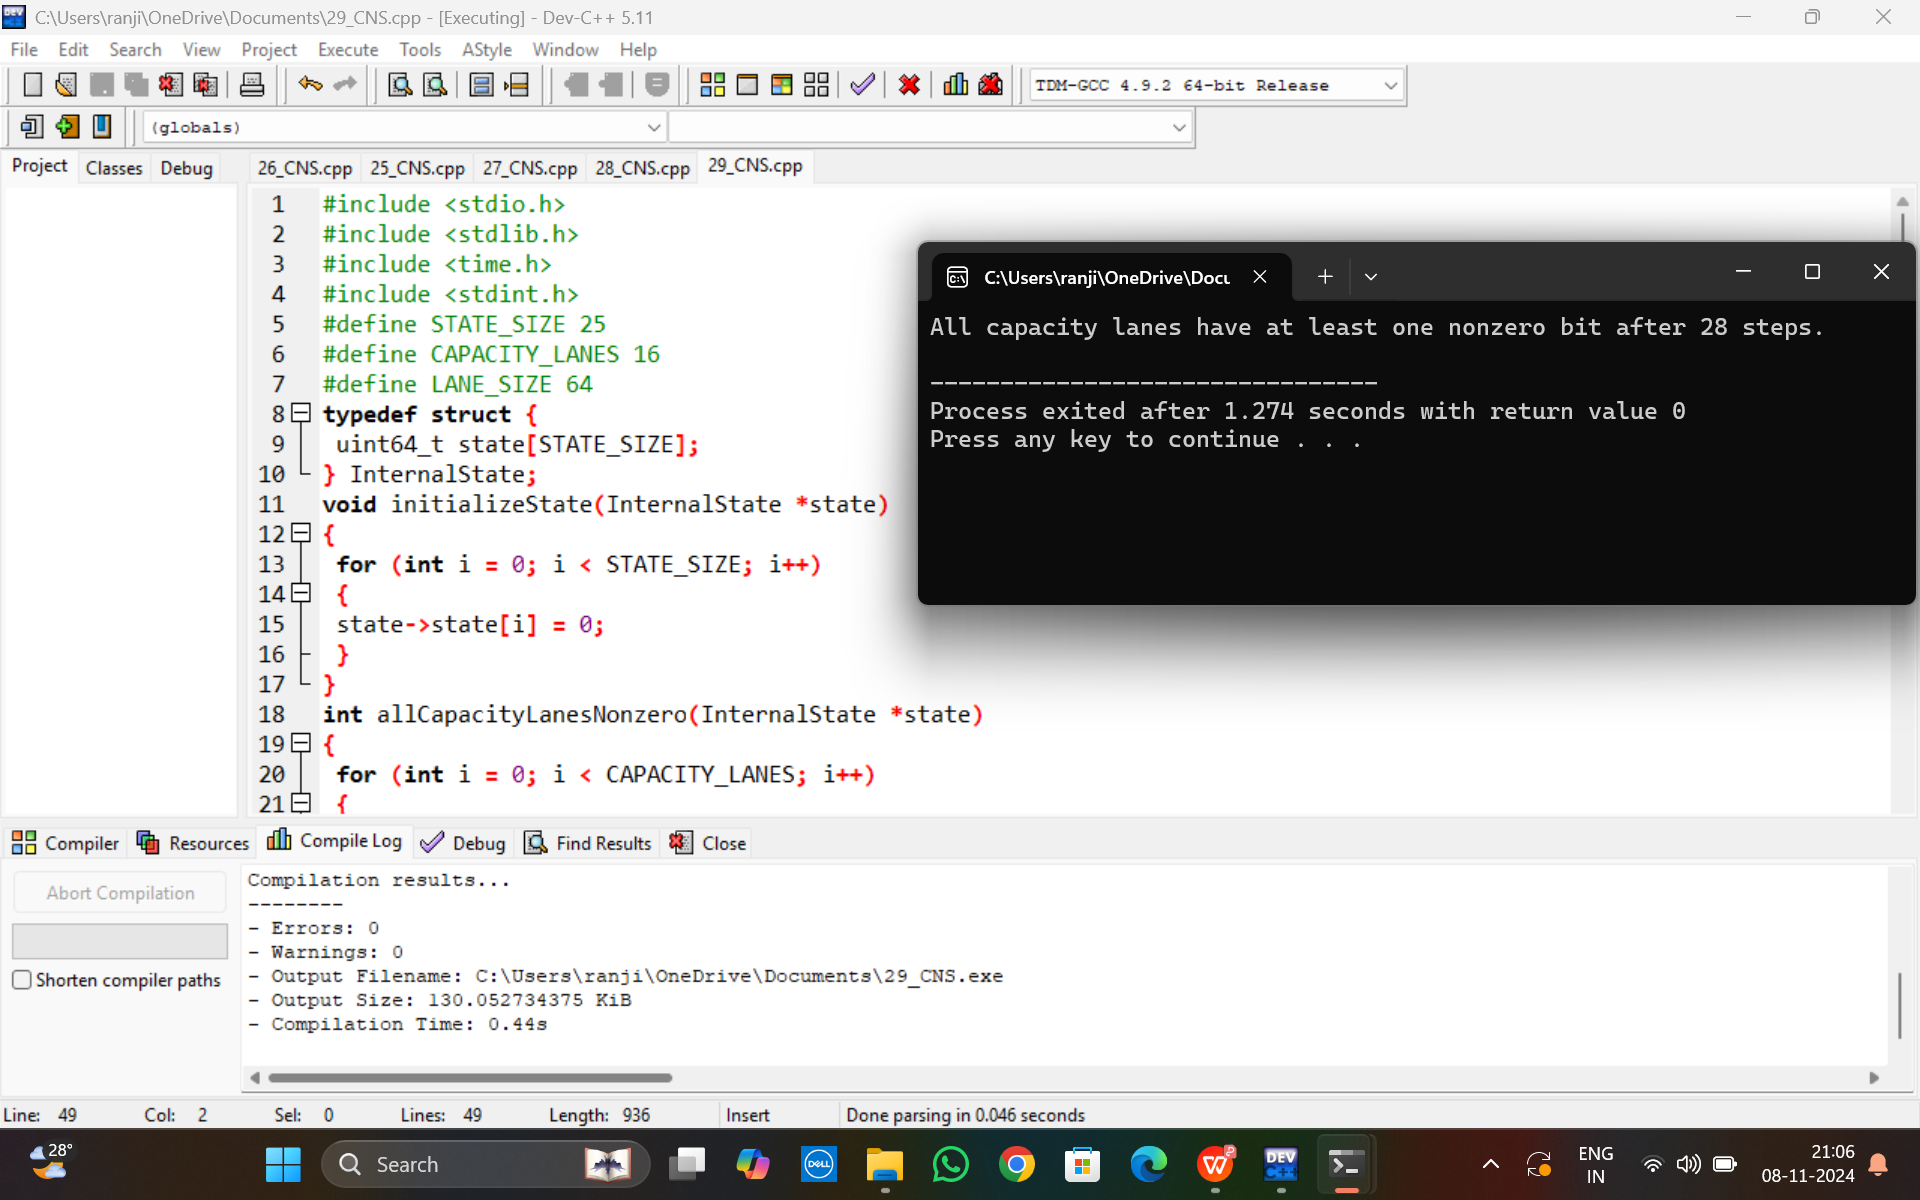 C:\Users\ranji\OneDrive\Documents\29_CNS.cpp - [Executing] - Dev-C++ 5.11
File Edit Search View Project Execute Tools AStyle Window Help
TDM-GCC 4.9.2 64-bit Release
(globals)
Project Classes Debug
26_CNS.cpp 25_CNS.cpp 27_CNS.cpp 28_CNS.cpp 29_CNS.cpp
1 #include <stdio.h>
2 #include <stdlib.h>
3 #include <time.h>
4 #include <stdint.h>
5 #define STATE_SIZE 25
6 #define CAPACITY_LANES 16
7 #define LANE_SIZE 64
8 typedef struct {
9 uint64_t state[STATE_SIZE];
10 } InternalState;
11 void initializeState(InternalState *state)
12 {
13 for (int i = 0; i < STATE_SIZE; i++)
14 {
15 state->state[i] = 0;
16 }
17 }
18 int allCapacityLanesNonzero(InternalState *state)
19 {
20 for (int i = 0; i < CAPACITY_LANES; i++)
21 {
C:\Users\ranji\OneDrive\Docu
All capacity lanes have at least one nonzero bit after 28 steps.
--------------------------------
Process exited after 1.274 seconds with return value 0
Press any key to continue . . .
Compiler Resources Compile Log Debug Find Results Close
Abort Compilation
Shorten compiler paths
Compilation results...
--------
- Errors: 0
- Warnings: 0
- Output Filename: C:\Users\ranji\OneDrive\Documents\29_CNS.exe
- Output Size: 130.052734375 KiB
- Compilation Time: 0.44s
Line: 49 Col: 2 Sel: 0 Lines: 49 Length: 936 Insert Done parsing in 0.046 seconds
28°
Search
DELL
DEV C++
ENG
IN
21:06
08-11-2024